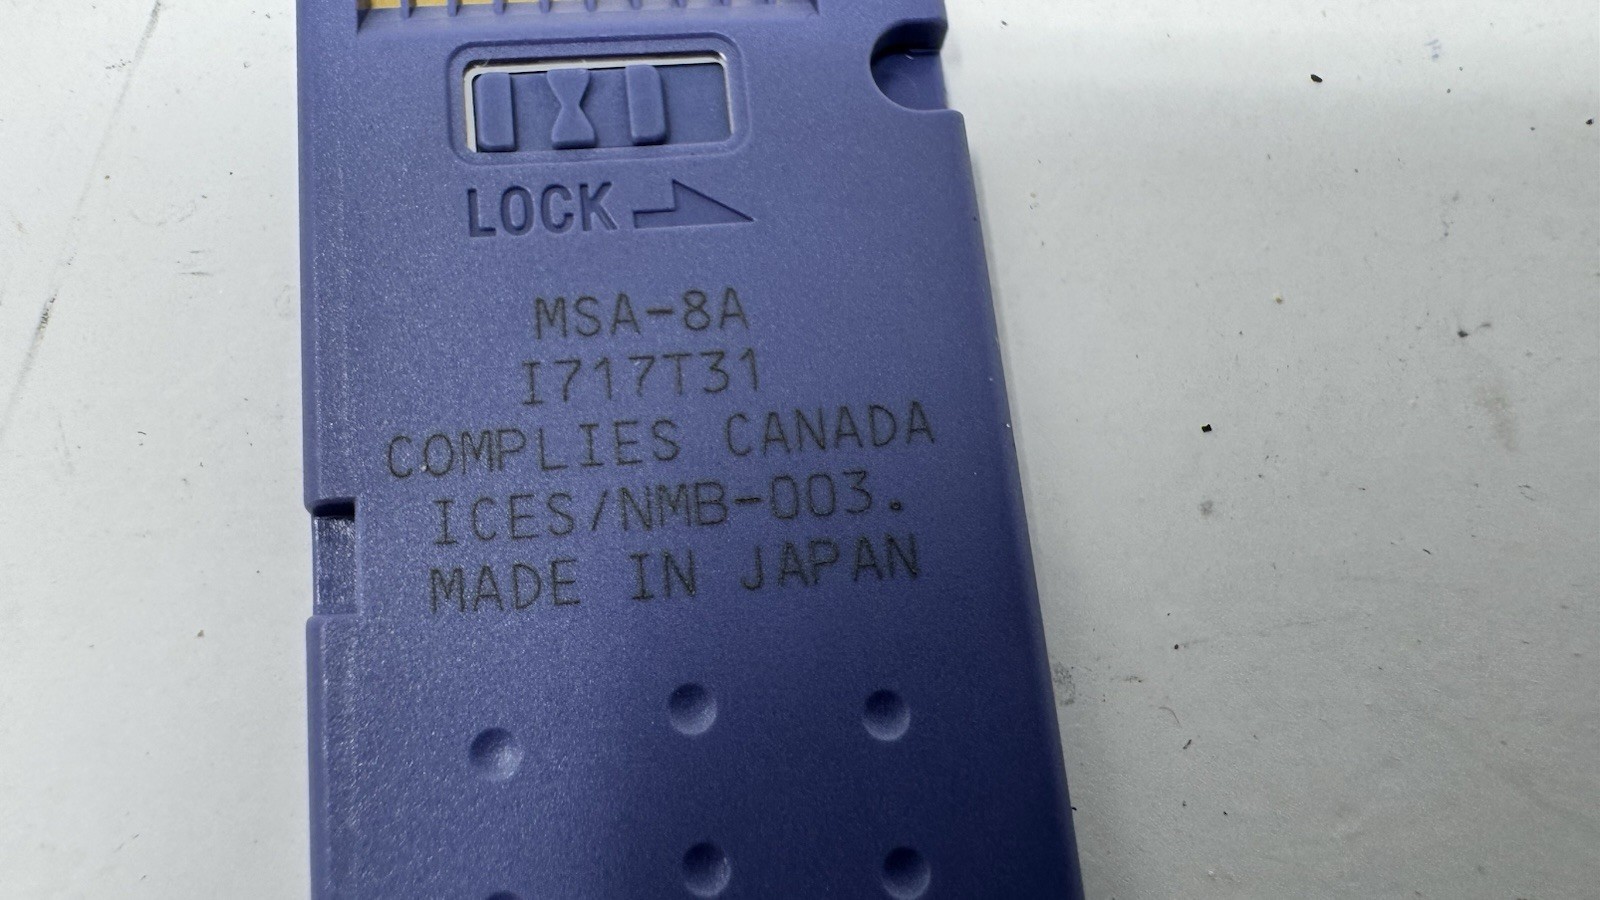 LOCK
MSA-8A
I717T31
COMPLIES CANADA
ICES/NMB-003.
MADE IN JAPAN